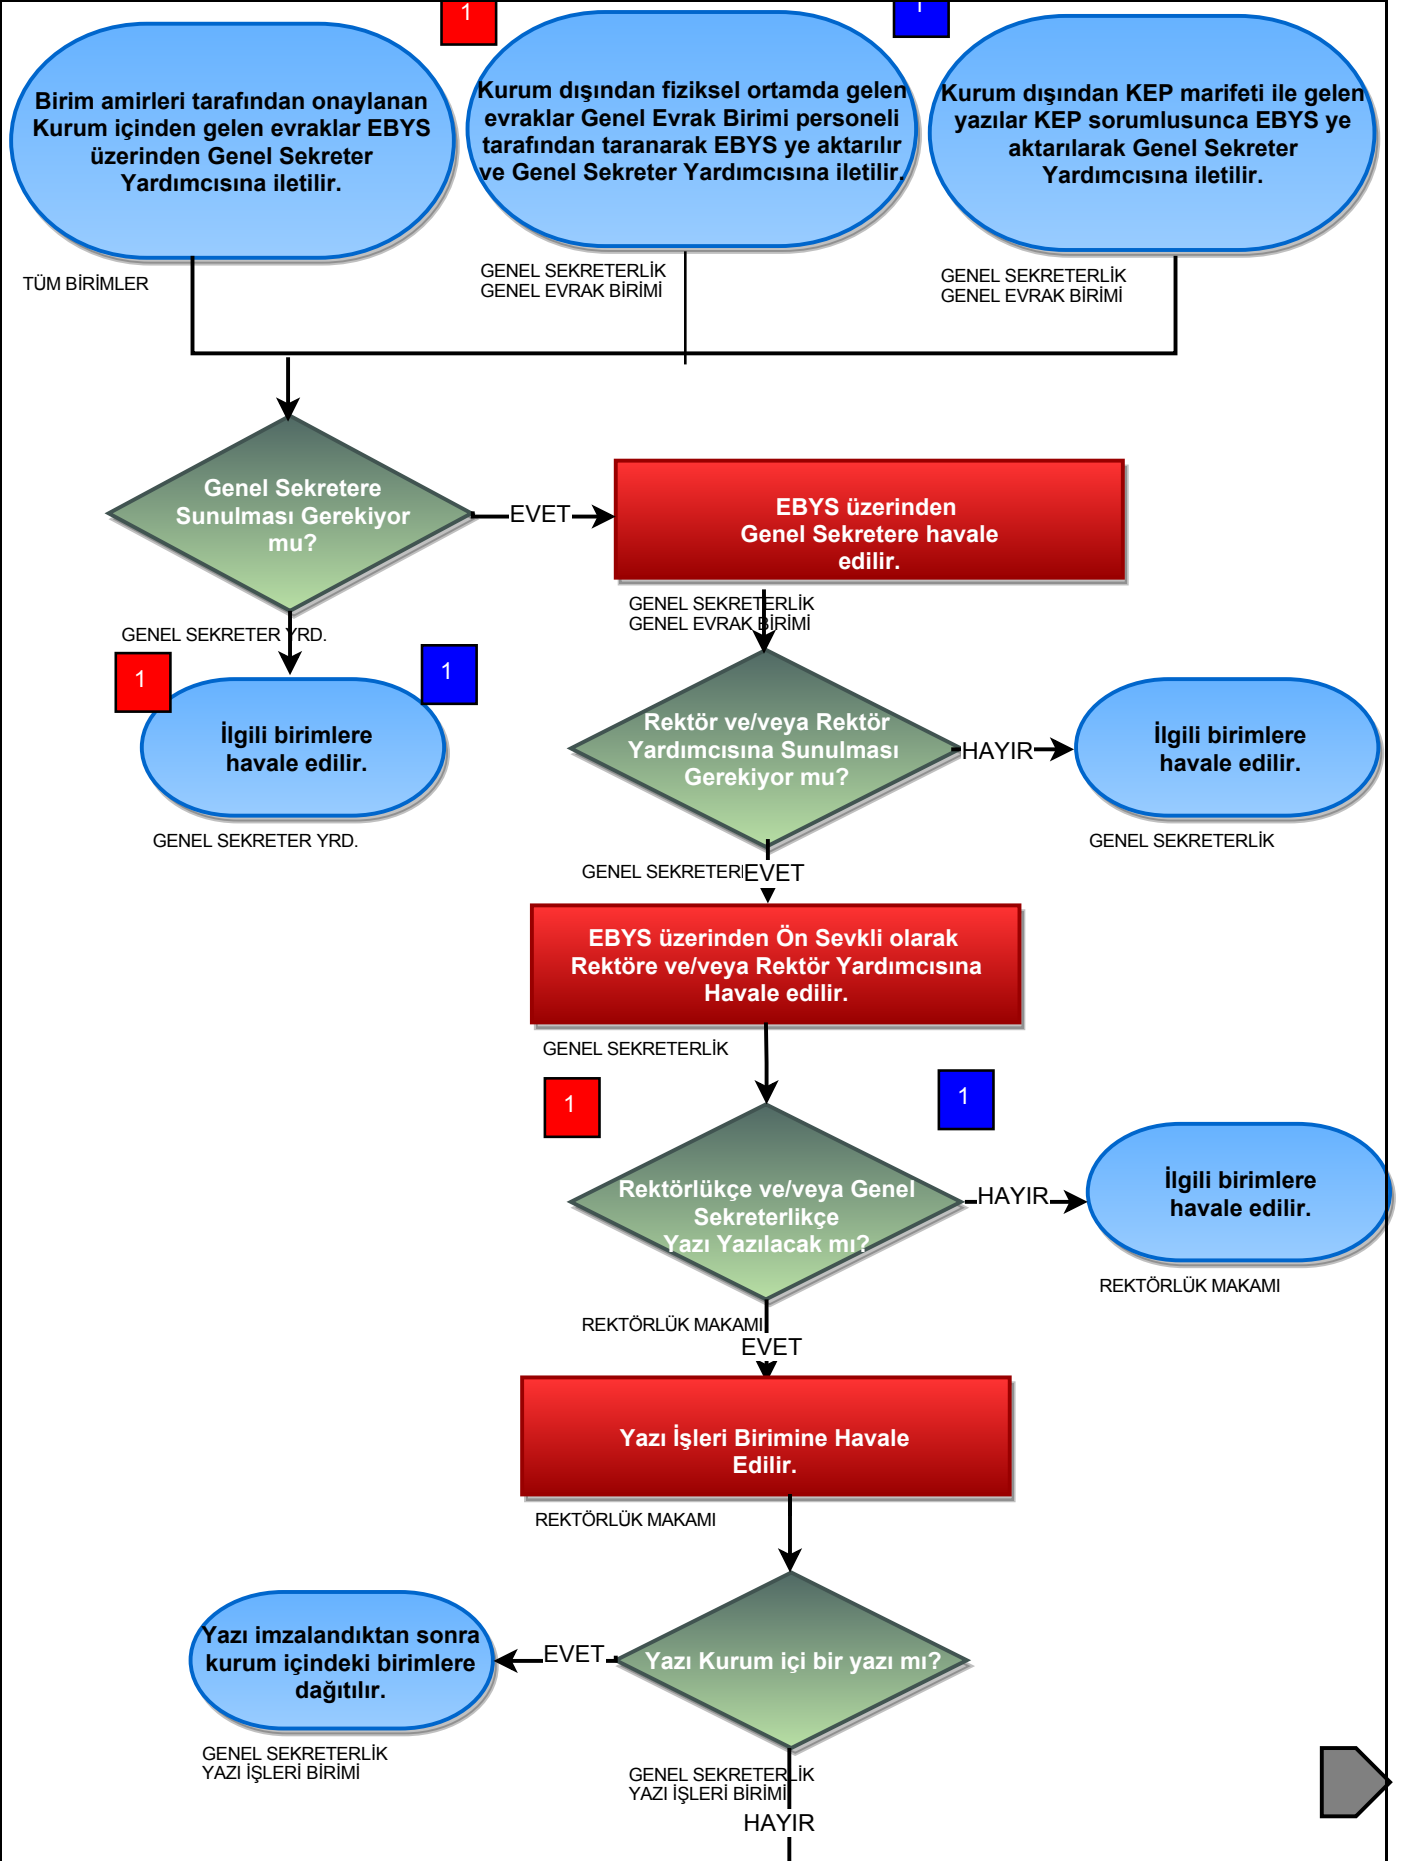 1
1
Birim amirleri tarafından onaylanan
Kurum içinden gelen evraklar EBYS
üzerinden Genel Sekreter
Yardımcısına iletilir.
Kurum dışından fiziksel ortamda gelen
evraklar Genel Evrak Birimi personeli
tarafından taranarak EBYS ye aktarılır
ve Genel Sekreter Yardımcısına iletilir.
Kurum dışından KEP marifeti ile gelen
yazılar KEP sorumlusunca EBYS ye
aktarılarak Genel Sekreter
Yardımcısına iletilir.
TÜM BİRİMLER
GENEL SEKRETERLİK
GENEL EVRAK BİRİMİ
GENEL SEKRETERLİK
GENEL EVRAK BİRİMİ
Genel Sekretere
Sunulması Gerekiyor
mu?
EVET
EBYS üzerinden
Genel Sekretere havale
edilir.
GENEL SEKRETERLİK
GENEL EVRAK BİRİMİ
GENEL SEKRETER YRD.
1
1
İlgili birimlere
havale edilir.
GENEL SEKRETER YRD.
Rektör ve/veya Rektör
Yardımcısına Sunulması
Gerekiyor mu?
HAYIR
İlgili birimlere
havale edilir.
GENEL SEKRETERLİK
GENEL SEKRETERL
EVET
EBYS üzerinden Ön Sevkli olarak
Rektöre ve/veya Rektör Yardımcısına
Havale edilir.
GENEL SEKRETERLİK
1
1
Rektörlükçe ve/veya Genel
Sekreterlikçe
Yazı Yazılacak mı?
HAYIR
İlgili birimlere
havale edilir.
REKTÖRLÜK MAKAMI
REKTÖRLÜK MAKAMI
EVET
Yazı İşleri Birimine Havale
Edilir.
REKTÖRLÜK MAKAMI
Yazı Kurum içi bir yazı mı?
EVET
Yazı imzalandıktan sonra
kurum içindeki birimlere
dağıtılır.
GENEL SEKRETERLİK
YAZI İŞLERİ BİRİMİ
GENEL SEKRETERLİK
YAZI İŞLERİ BİRİMİ
HAYIR